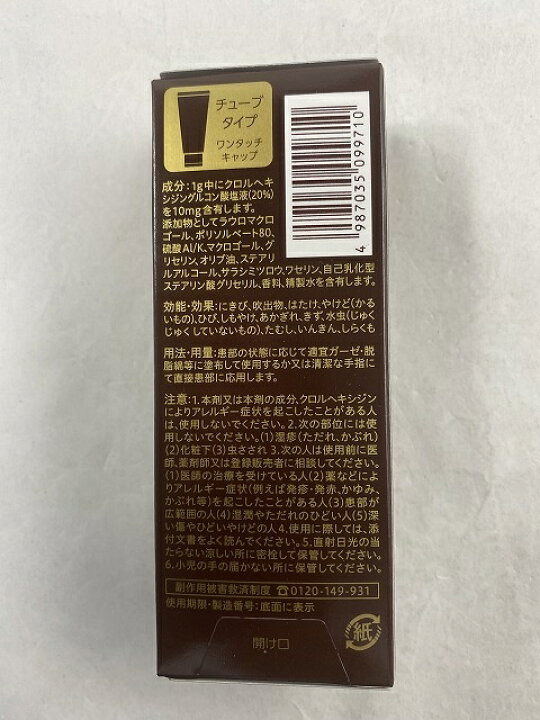 チューブ
タイプ
ワンタッチ
キャップ
4 987035 099710
成分:1g中にクロルヘキ
シジングルコン酸塩液(20%)
を10mg含有します。
添加物としてラウロマクロ
ゴール、ポリソルベート80、
硫酸Al/K、マクロゴール、グ
リセリン、オリブ油、ステアリ
ルアルコール、サラシミツロウ、ワセリン、自己乳化型
ステアリン酸グリセリル、香料、精製水を含有します。
効能・効果:にきび、吹出物、はたけ、やけど(かる
いもの)、ひび、しもやけ、あかぎれ、きず、水虫(じゅ
くじゅくしていないもの)、たむし、いんきん、しらくも
用法・用量:患部の状態に応じて適宜ガーゼ・脱
脂綿等に塗布して使用するか又は清潔な手指に
て直接患部に応用します。
注意:1.本剤又は本剤の成分、クロルヘキシジン
によりアレルギー症状を起こしたことがある人
は、使用しないでください。2.次の部位には使
用しないでください。(1)湿疹(ただれ、かぶれ)
(2)化粧下(3)虫さされ 3.次の人は使用前に医
師、薬剤師又は登録販売者に相談してください。
(1)医師の治療を受けている人(2)薬などによ
りアレルギー症状(例えば発疹・発赤、かゆみ、
かぶれ等)を起こしたことがある人(3)患部が
広範囲の人(4)湿潤やただれのひどい人(5)深
い傷やひどいやけどの人4.使用に際しては、添
付文書をよく読んでください。5.直射日光の当
たらない涼しい所に密栓して保管してください。
6.小児の手の届かない所に保管してください。
副作用被害救済制度 ☎0120-149-931
使用期限・製造番号:底面に表示
紙
開け口